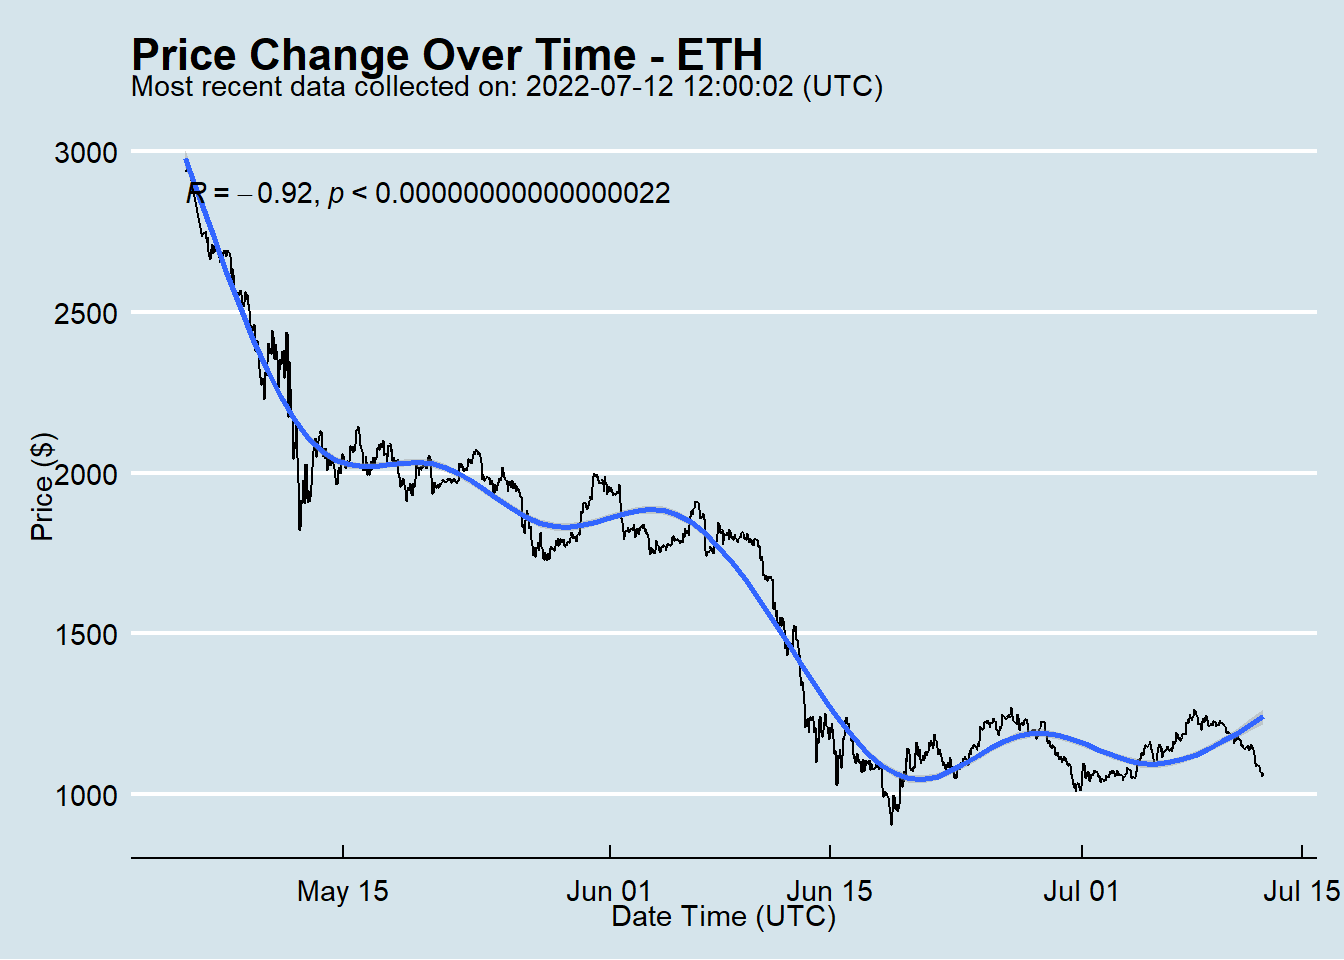 Price Change Over Time - ETH
Most recent data collected on: 2022-07-12 12:00:02 (UTC)
3000
R = −0.92, p < 0.00000000000000022
2500
2000
Price ($)
1500
1000
May 15 Jun 01 Jun 15 Jul 01 Jul 15
Date Time (UTC)